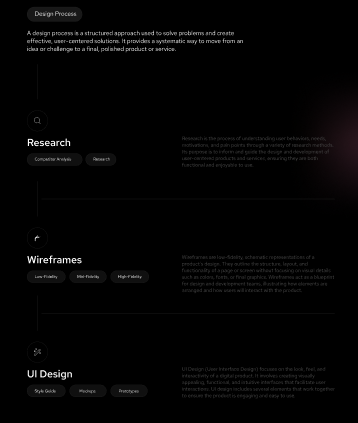 Design Process
A design process is a structured approach used to solve problems and create
effective, user-centered solutions. It provides a systematic way to move from an
idea or challenge to a final, polished product or service.
Research
Competitor Analysis
Research
Research is the process of understanding user behaviors, needs,
motivations, and pain points through a variety of research methods.
Its purpose is to inform and guide the design and development of
user-centered products and services, ensuring they are both
functional and enjoyable to use.
Wireframes
Low-Fidelity
Mid-Fidelity
High-Fidelity
Wireframes are low-fidelity, schematic representations of a
product's design. They outline the structure, layout, and
functionality of a page or screen without focusing on visual details
such as colors, fonts, or final graphics. Wireframes act as a blueprint
for design and development teams, illustrating how elements are
arranged and how users will interact with the product.
UI Design
Style Guide
Mockups
Prototypes
UI Design (User Interface Design) focuses on the look, feel, and
interactivity of a digital product. It involves creating visually
appealing, functional, and intuitive interfaces that facilitate user
interactions. UI design includes several elements that work together
to ensure the product is engaging and easy to use.